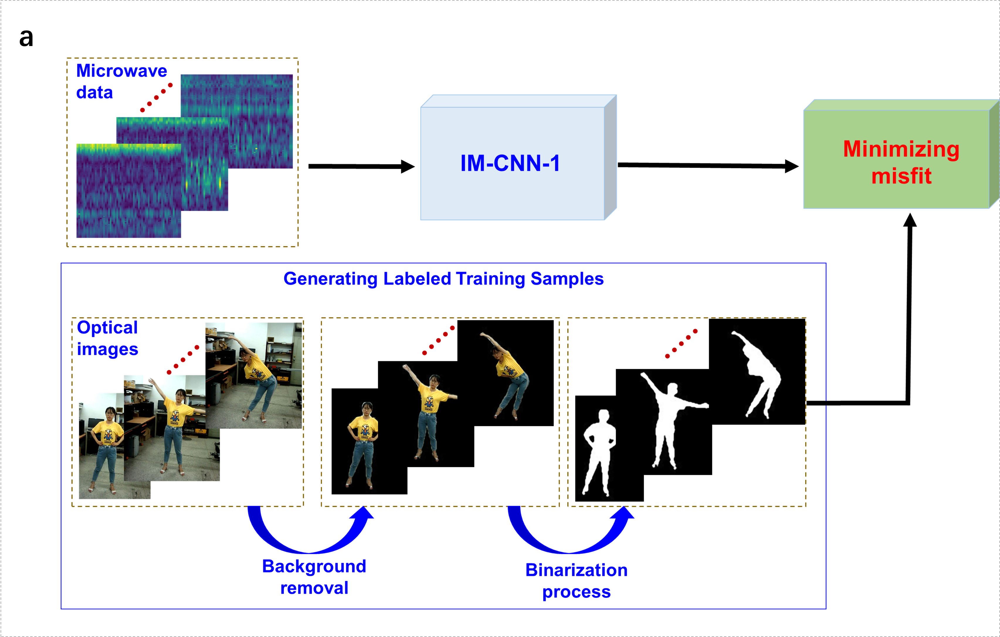 a
Microwave
data
IM-CNN-1
Minimizing
misfit
Generating Labeled Training Samples
Optical
images
Background
removal
Binarization
process